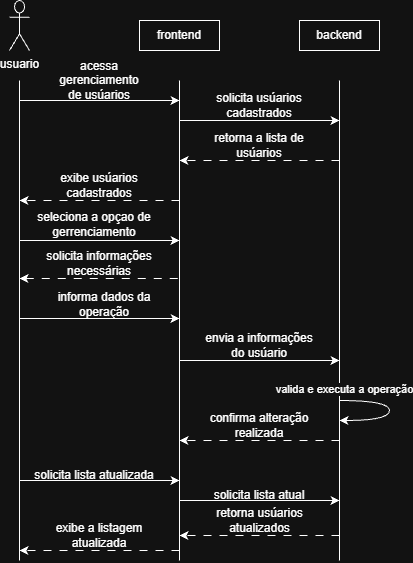 usuario
frontend
backend
acessa
gerenciamento
de usúarios
solicita usúarios
cadastrados
retorna a lista de
usúarios
exibe usúarios
cadastrados
seleciona a opçao de
gerrenciamento
solicita informações
necessárias
informa dados da
operação
envia a informações
do usúario
valida e executa a operação
confirma alteração
realizada
solicita lista atualizada
solicita lista atual
retorna usúarios
atualizados
exibe a listagem
atualizada